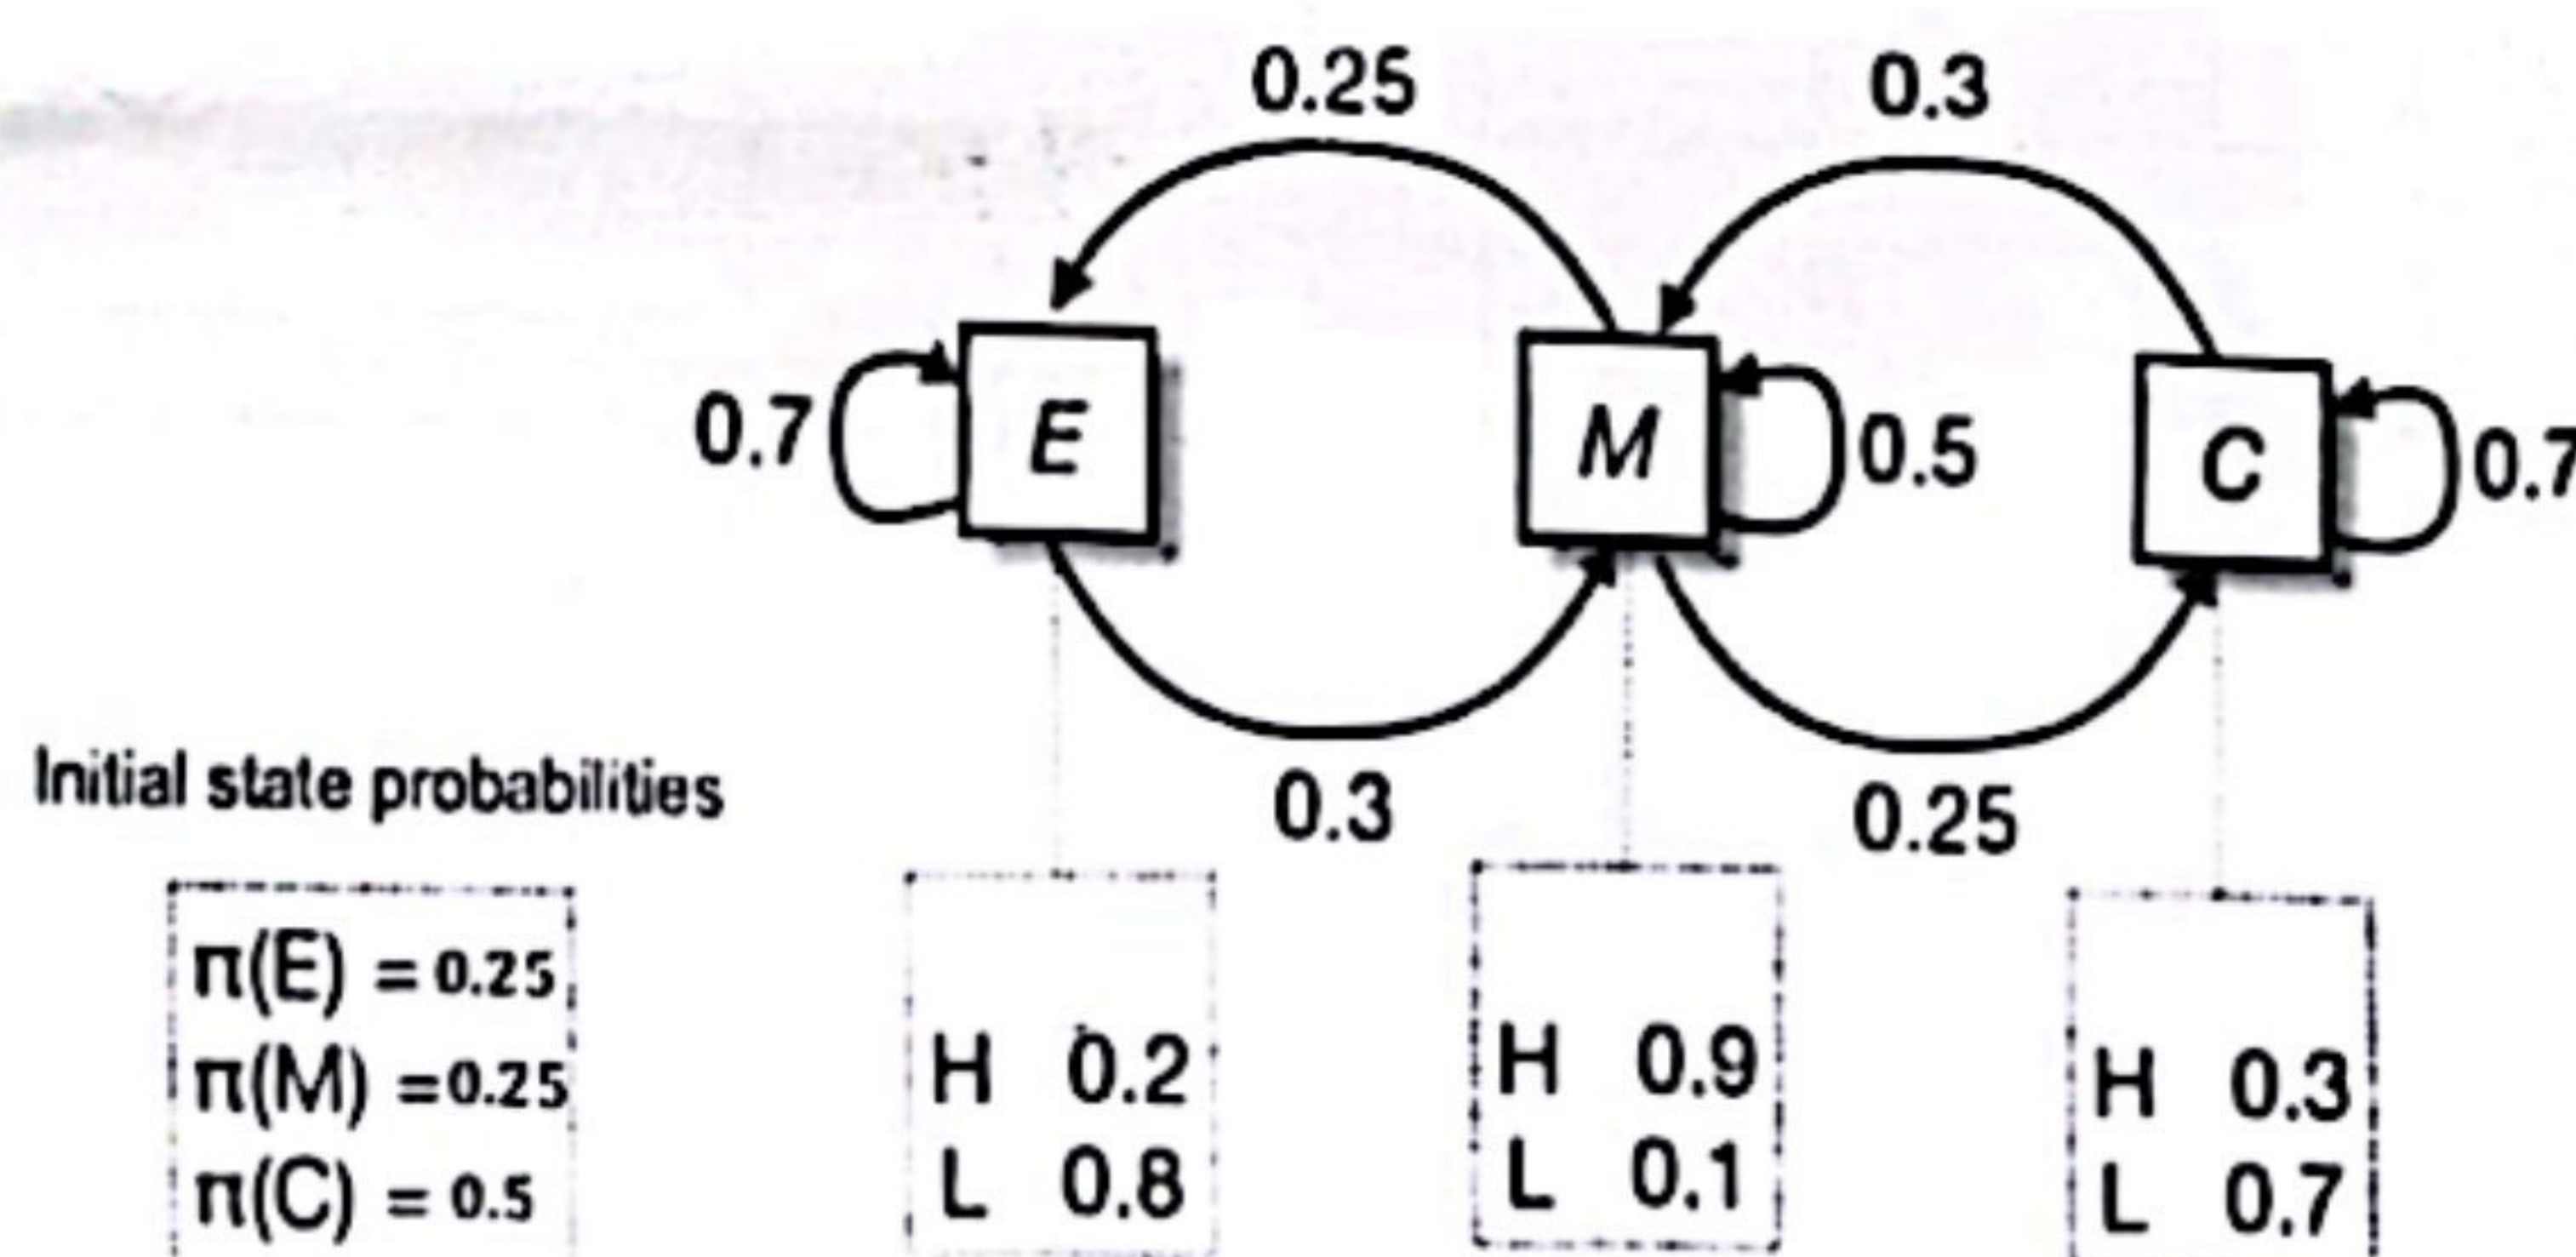 0.25
0.3
0.7
E
M
0.5
C
0.7
0.3
0.25
Initial state probabilities
π(E) = 0.25
π(M) =0.25
π(C) = 0.5
H 0.2
L 0.8
H 0.9
L 0.1
H 0.3
L 0.7